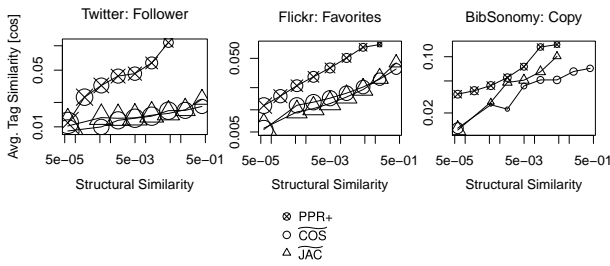 Twitter: Follower
Flickr: Favorites
BibSonomy: Copy
Avg. Tag Similarity [cos]
0.05
0.01
0.050
0.005
0.10
0.02
5e−05 5e−03 5e−01
5e−05 5e−03 5e−01
5e−05 5e−03 5e−01
Structural Similarity
Structural Similarity
Structural Similarity
PPR+
C͠OS
J͠AC